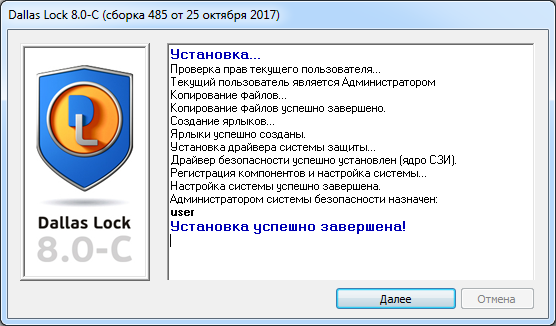 Dallas Lock 8.0-C (сборка 485 от 25 октября 2017)
Установка...
Проверка прав текущего пользователя...
Текущий пользователь является Администратором
Копирование файлов...
Копирование файлов успешно завершено.
Создание ярлыков...
Ярлыки успешно созданы.
Установка драйвера системы защиты...
Драйвер безопасности успешно установлен (ядро СЗИ).
Регистрация компонентов и настройка системы...
Настройка системы успешно завершена.
Администратором системы безопасности назначен:
user
Установка успешно завершена!
DL
Dallas Lock
8.0-C
Далее
Отмена